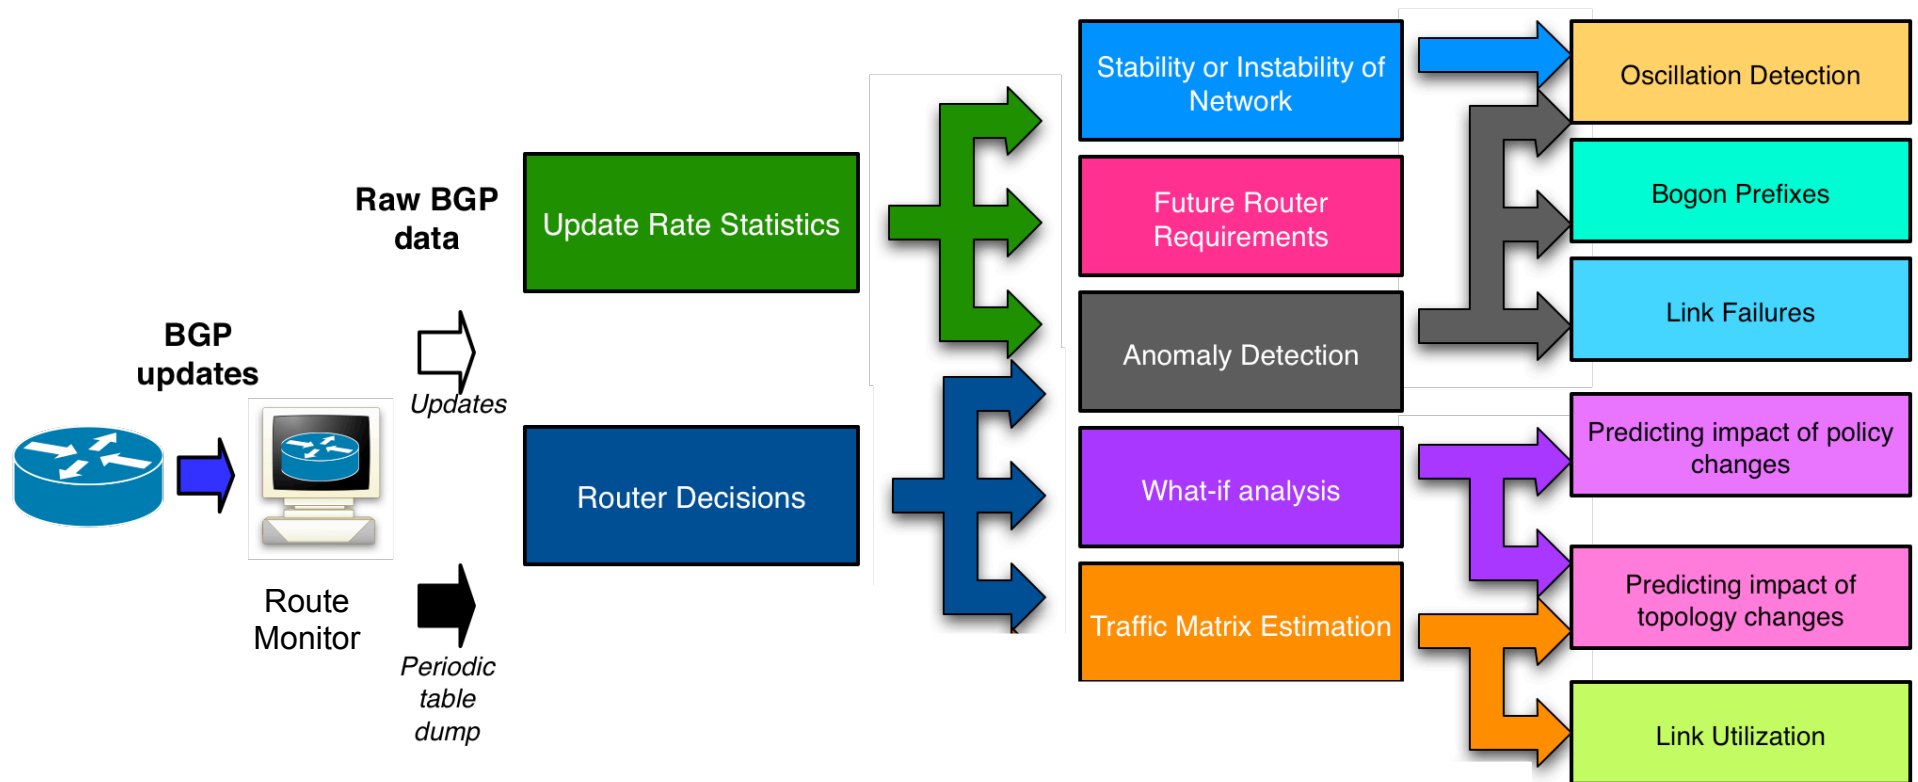 BGP
updates
Route
Monitor
Raw BGP
data
Updates
Periodic
table
dump
Update Rate Statistics
Router Decisions
Stability or Instability of
Network
Future Router
Requirements
Anomaly Detection
What-if analysis
Traffic Matrix Estimation
Oscillation Detection
Bogon Prefixes
Link Failures
Predicting impact of policy
changes
Predicting impact of
topology changes
Link Utilization